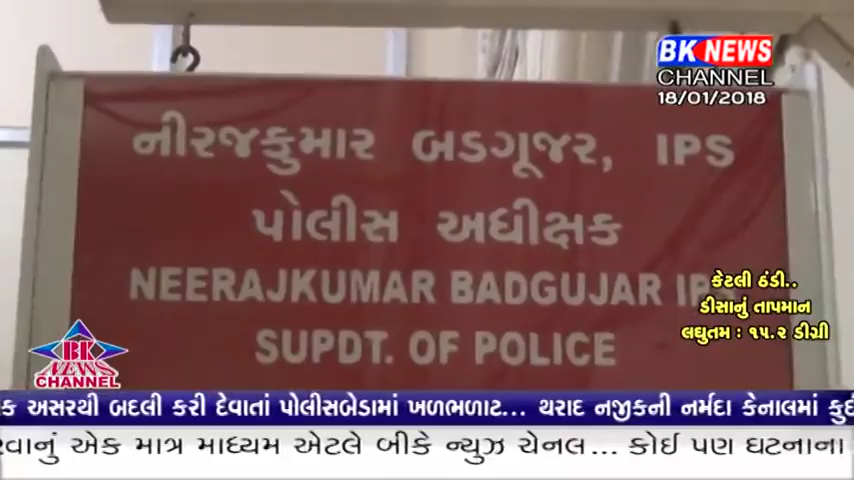 BK NEWS
CHANNEL
18/01/2018
નીરજકુમાર બડગૂજર, IPS
પોલીસ અધીક્ષક
NEERAJKUMAR BADGUJAR
SUPDT. OF POLICE
કેટલી ઠંડી..
ડીસાનું તાપમાન
લઘુતમ : ૧૫.૨ ડીગ્રી
BK
NEWS
CHANNEL
અસરથી બદલી કરી દેવાતાં પોલીસબેડામાં ખળભળાટ... થરાદ નજીકની નર્મદા કેનાલમાં
એક માત્ર માધ્યમ એટલે બીકે ન્યુઝ ચેનલ... કોઈ પણ ઘટનાના